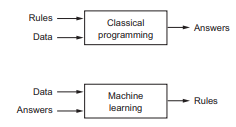 Rules
Data
Classical
programming
Answers
Data
Answers
Machine
learning
Rules